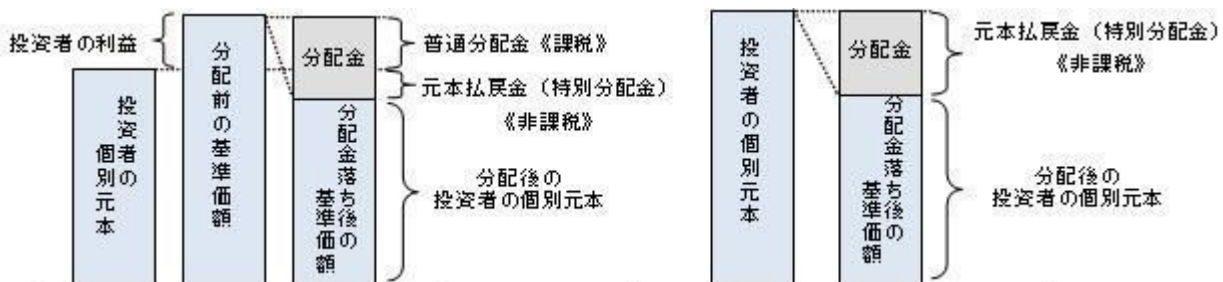 投資者の利益
投資者の
個別元本
分配前の基準価額
分配金
分配金落ち後の
基準価額
普通分配金《課税》
元本払戻金（特別分配金）
《非課税》
分配後の
投資者の個別元本
投資者の個別元本
分配金
分配金落ち後の
基準価額
元本払戻金（特別分配金）
《非課税》
分配後の
投資者の個別元本